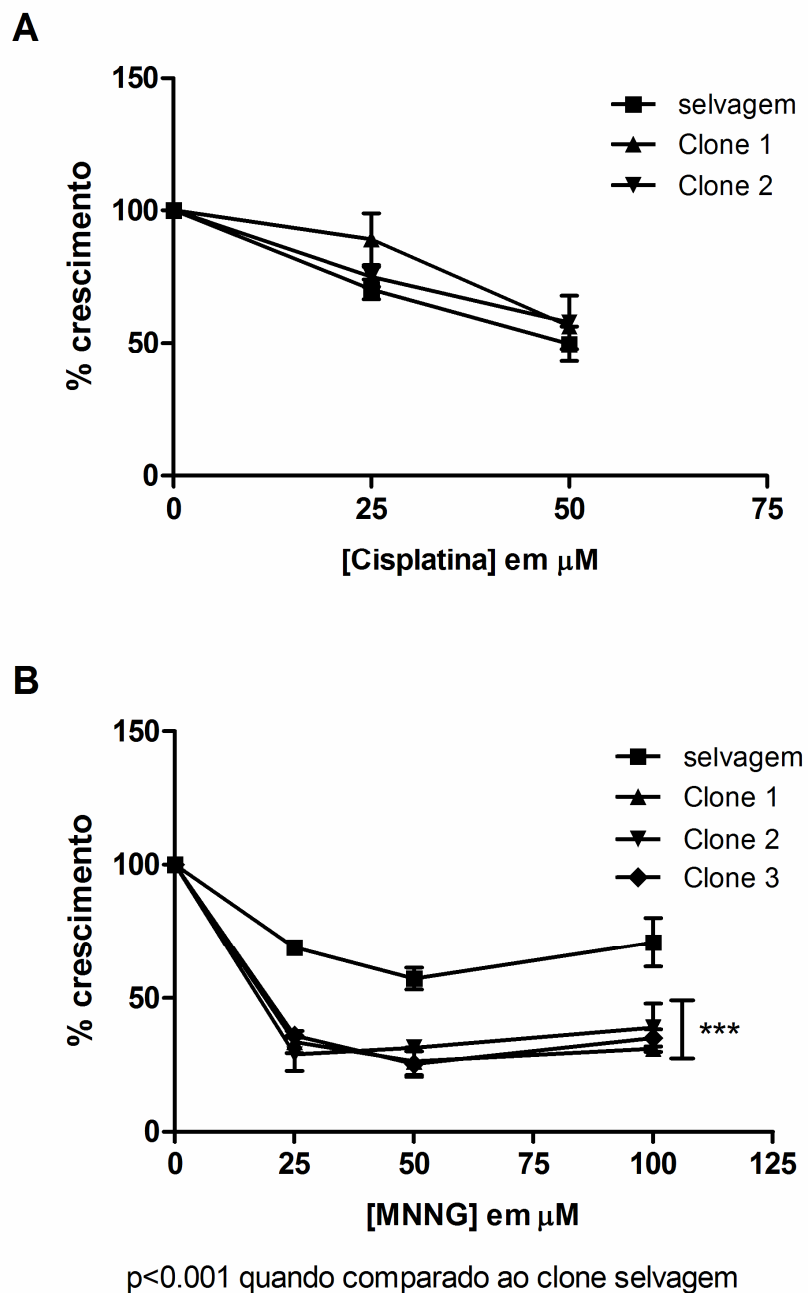 A
150
100
50
0
% crescimento
selvagem
Clone 1
Clone 2
0 25 50 75
[Cisplatina] em μM
B
150
100
50
0
% crescimento
selvagem
Clone 1
Clone 2
Clone 3
***
0 25 50 75 100 125
[MNNG] em μM
p<0.001 quando comparado ao clone selvagem